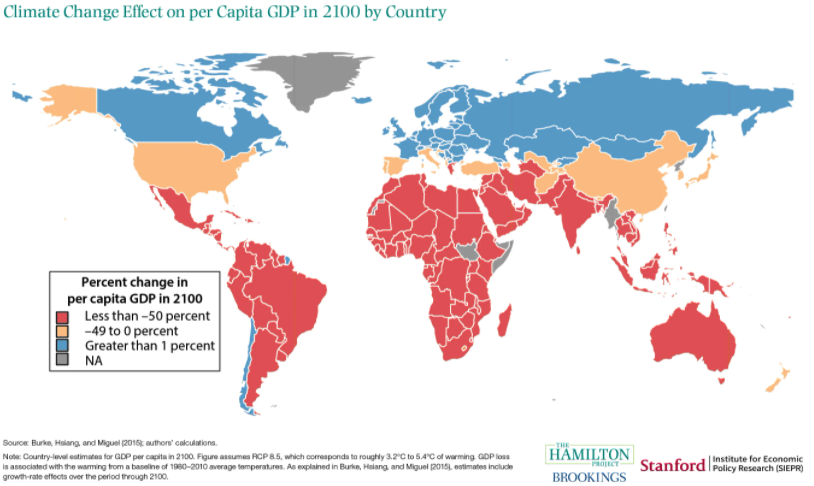 Climate Change Effect on per Capita GDP in 2100 by Country
Percent change in
per capita GDP in 2100
Less than –50 percent
–49 to 0 percent
Greater than 1 percent
NA
Source: Burke, Hsiang, and Miguel (2015); authors' calculations.
Note: Country-level estimates for GDP per capita in 2100. Figure assumes RCP 8.5, which corresponds to roughly 3.2°C to 5.4°C of warming. GDP loss
is associated with the warming from a baseline of 1980–2010 average temperatures. As explained in Burke, Hsiang, and Miguel (2015), estimates include
growth-rate effects over the period through 2100.
THE
HAMILTON
PROJECT
BROOKINGS
Stanford
Institute for Economic
Policy Research (SIEPR)